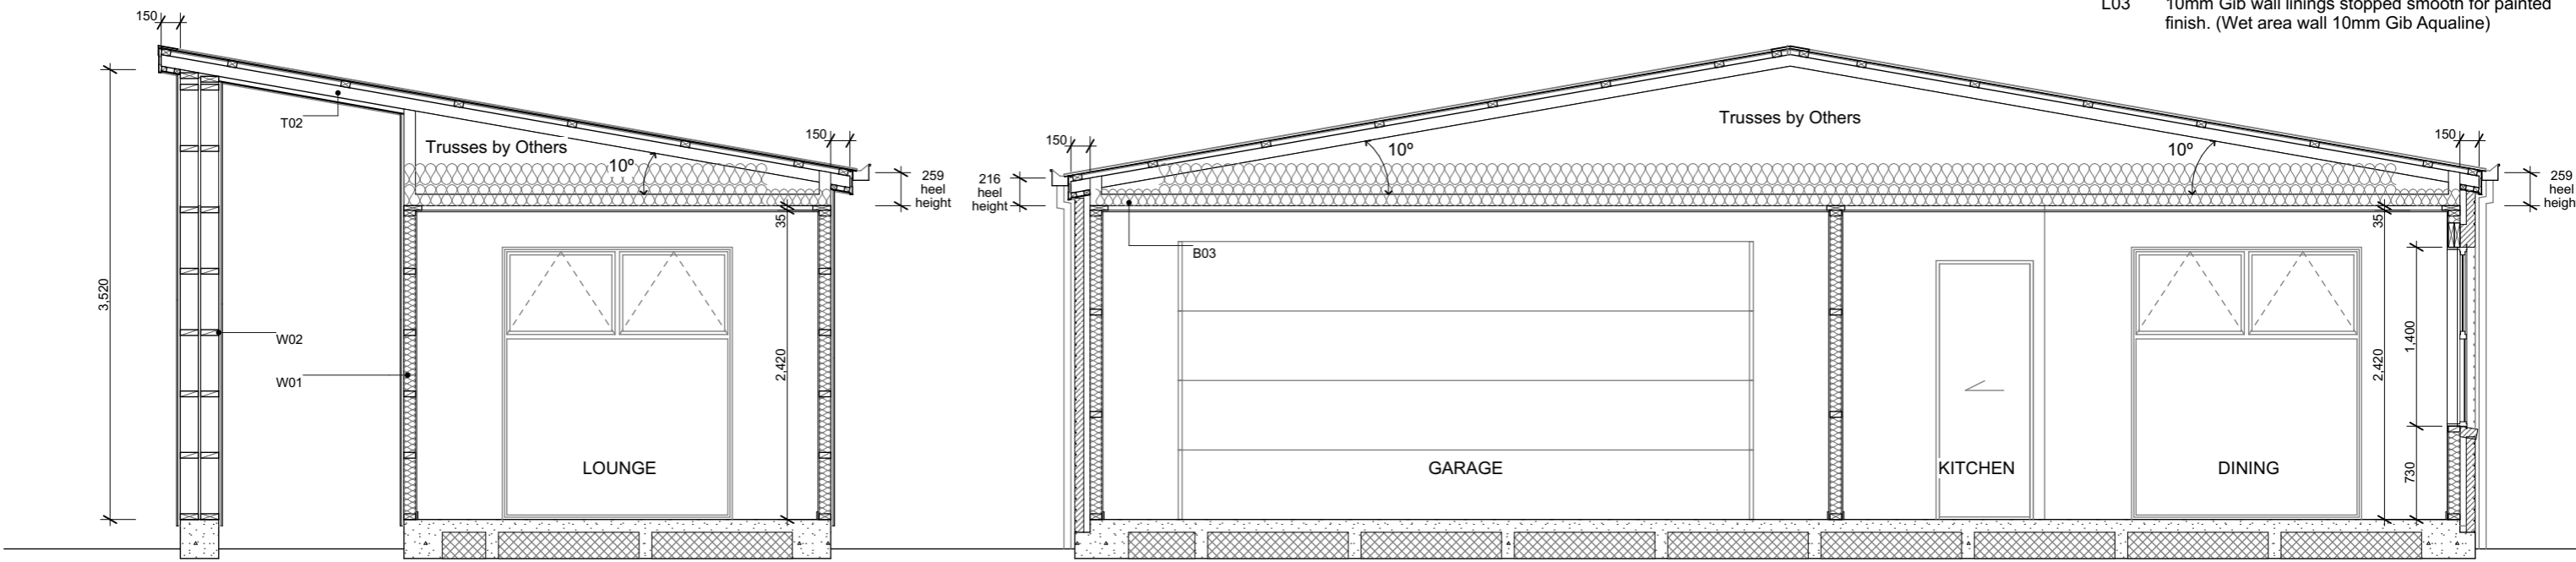 L03 10mm Gib wall linings stopped smooth for painted
finish. (Wet area wall 10mm Gib Aqualine)
150
T02
Trusses by Others
10º
150
259
heel
height
3,520
W02
W01
35
2,420
LOUNGE
150
216
heel
height
10º
Trusses by Others
10º
150
259
heel
height
B03
35
2,420
1,400
730
GARAGE
KITCHEN
DINING